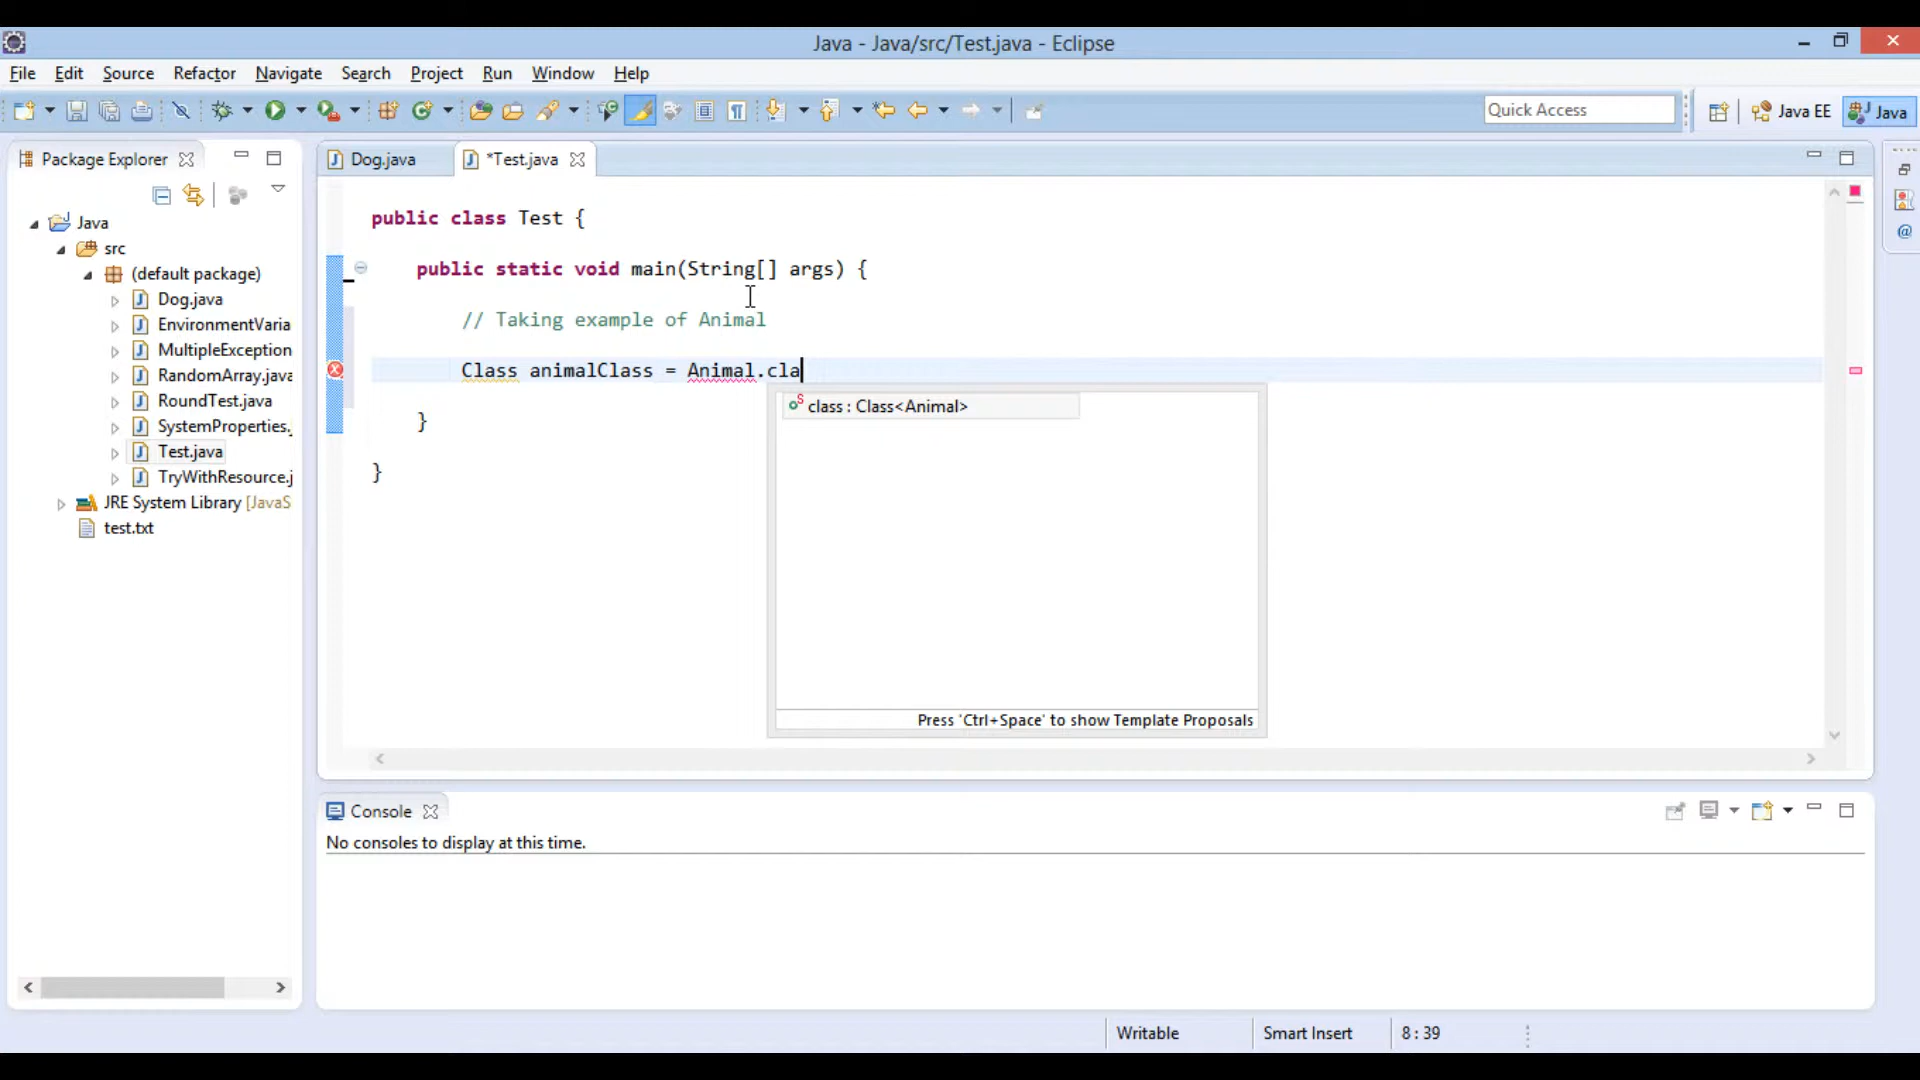 Java - Java/src/Test.java - Eclipse
File Edit Source Refactor Navigate Search Project Run Window Help
Quick Access Java EE Java
Package Explorer
Java
src
(default package)
Dog.java
EnvironmentVaria
MultipleException
RandomArray.java
RoundTest.java
SystemProperties.
Test.java
TryWithResource.j
JRE System Library [JavaS
test.txt
Dog.java *Test.java
public class Test {
public static void main(String[] args) {
// Taking example of Animal
Class animalClass = Animal.cla
}
}
class : Class<Animal>
Press 'Ctrl+Space' to show Template Proposals
Console
No consoles to display at this time.
Writable Smart Insert 8 : 39